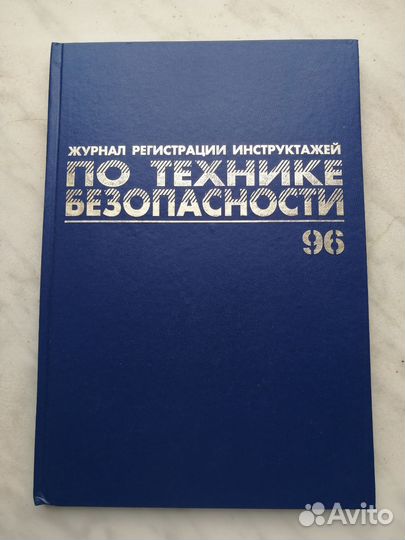 ЖУРНАЛ РЕГИСТРАЦИИ ИНСТРУКТАЖЕЙ
ПО ТЕХНИКЕ
БЕЗОПАСНОСТИ
96
Avito